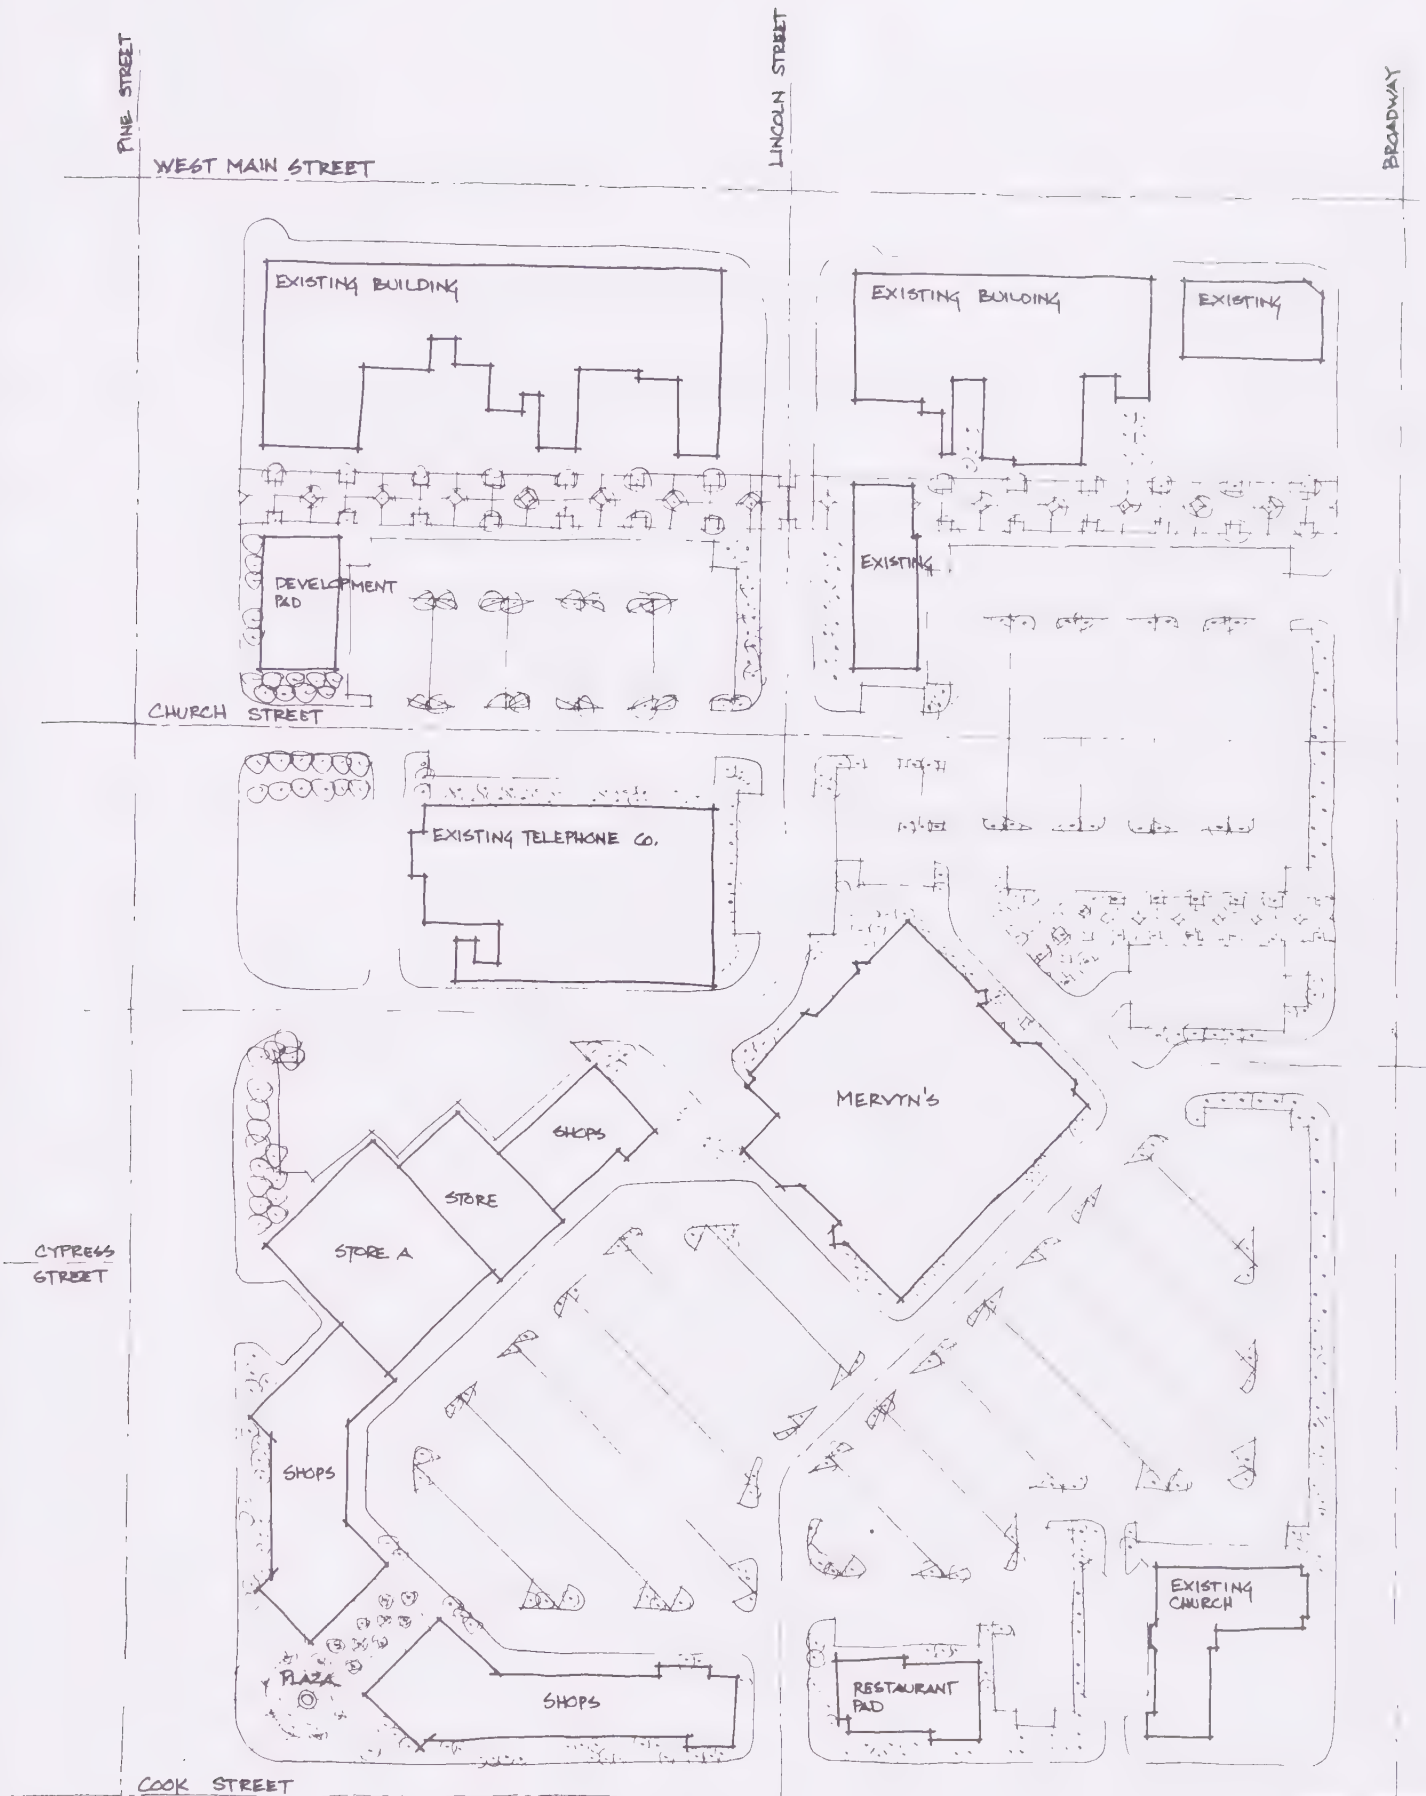 PINE STREET
LINCOLN STREET
BROADWAY
WEST MAIN STREET
EXISTING BUILDING
EXISTING BUILDING
EXISTING
EXISTING
DEVELOPMENT
PAD
CHURCH STREET
EXISTING TELEPHONE CO.
MERVYN'S
SHOPS
STORE
STORE A
CYPRESS
STREET
SHOPS
EXISTING
CHURCH
PLAZA
SHOPS
RESTAURANT
PAD
COOK STREET